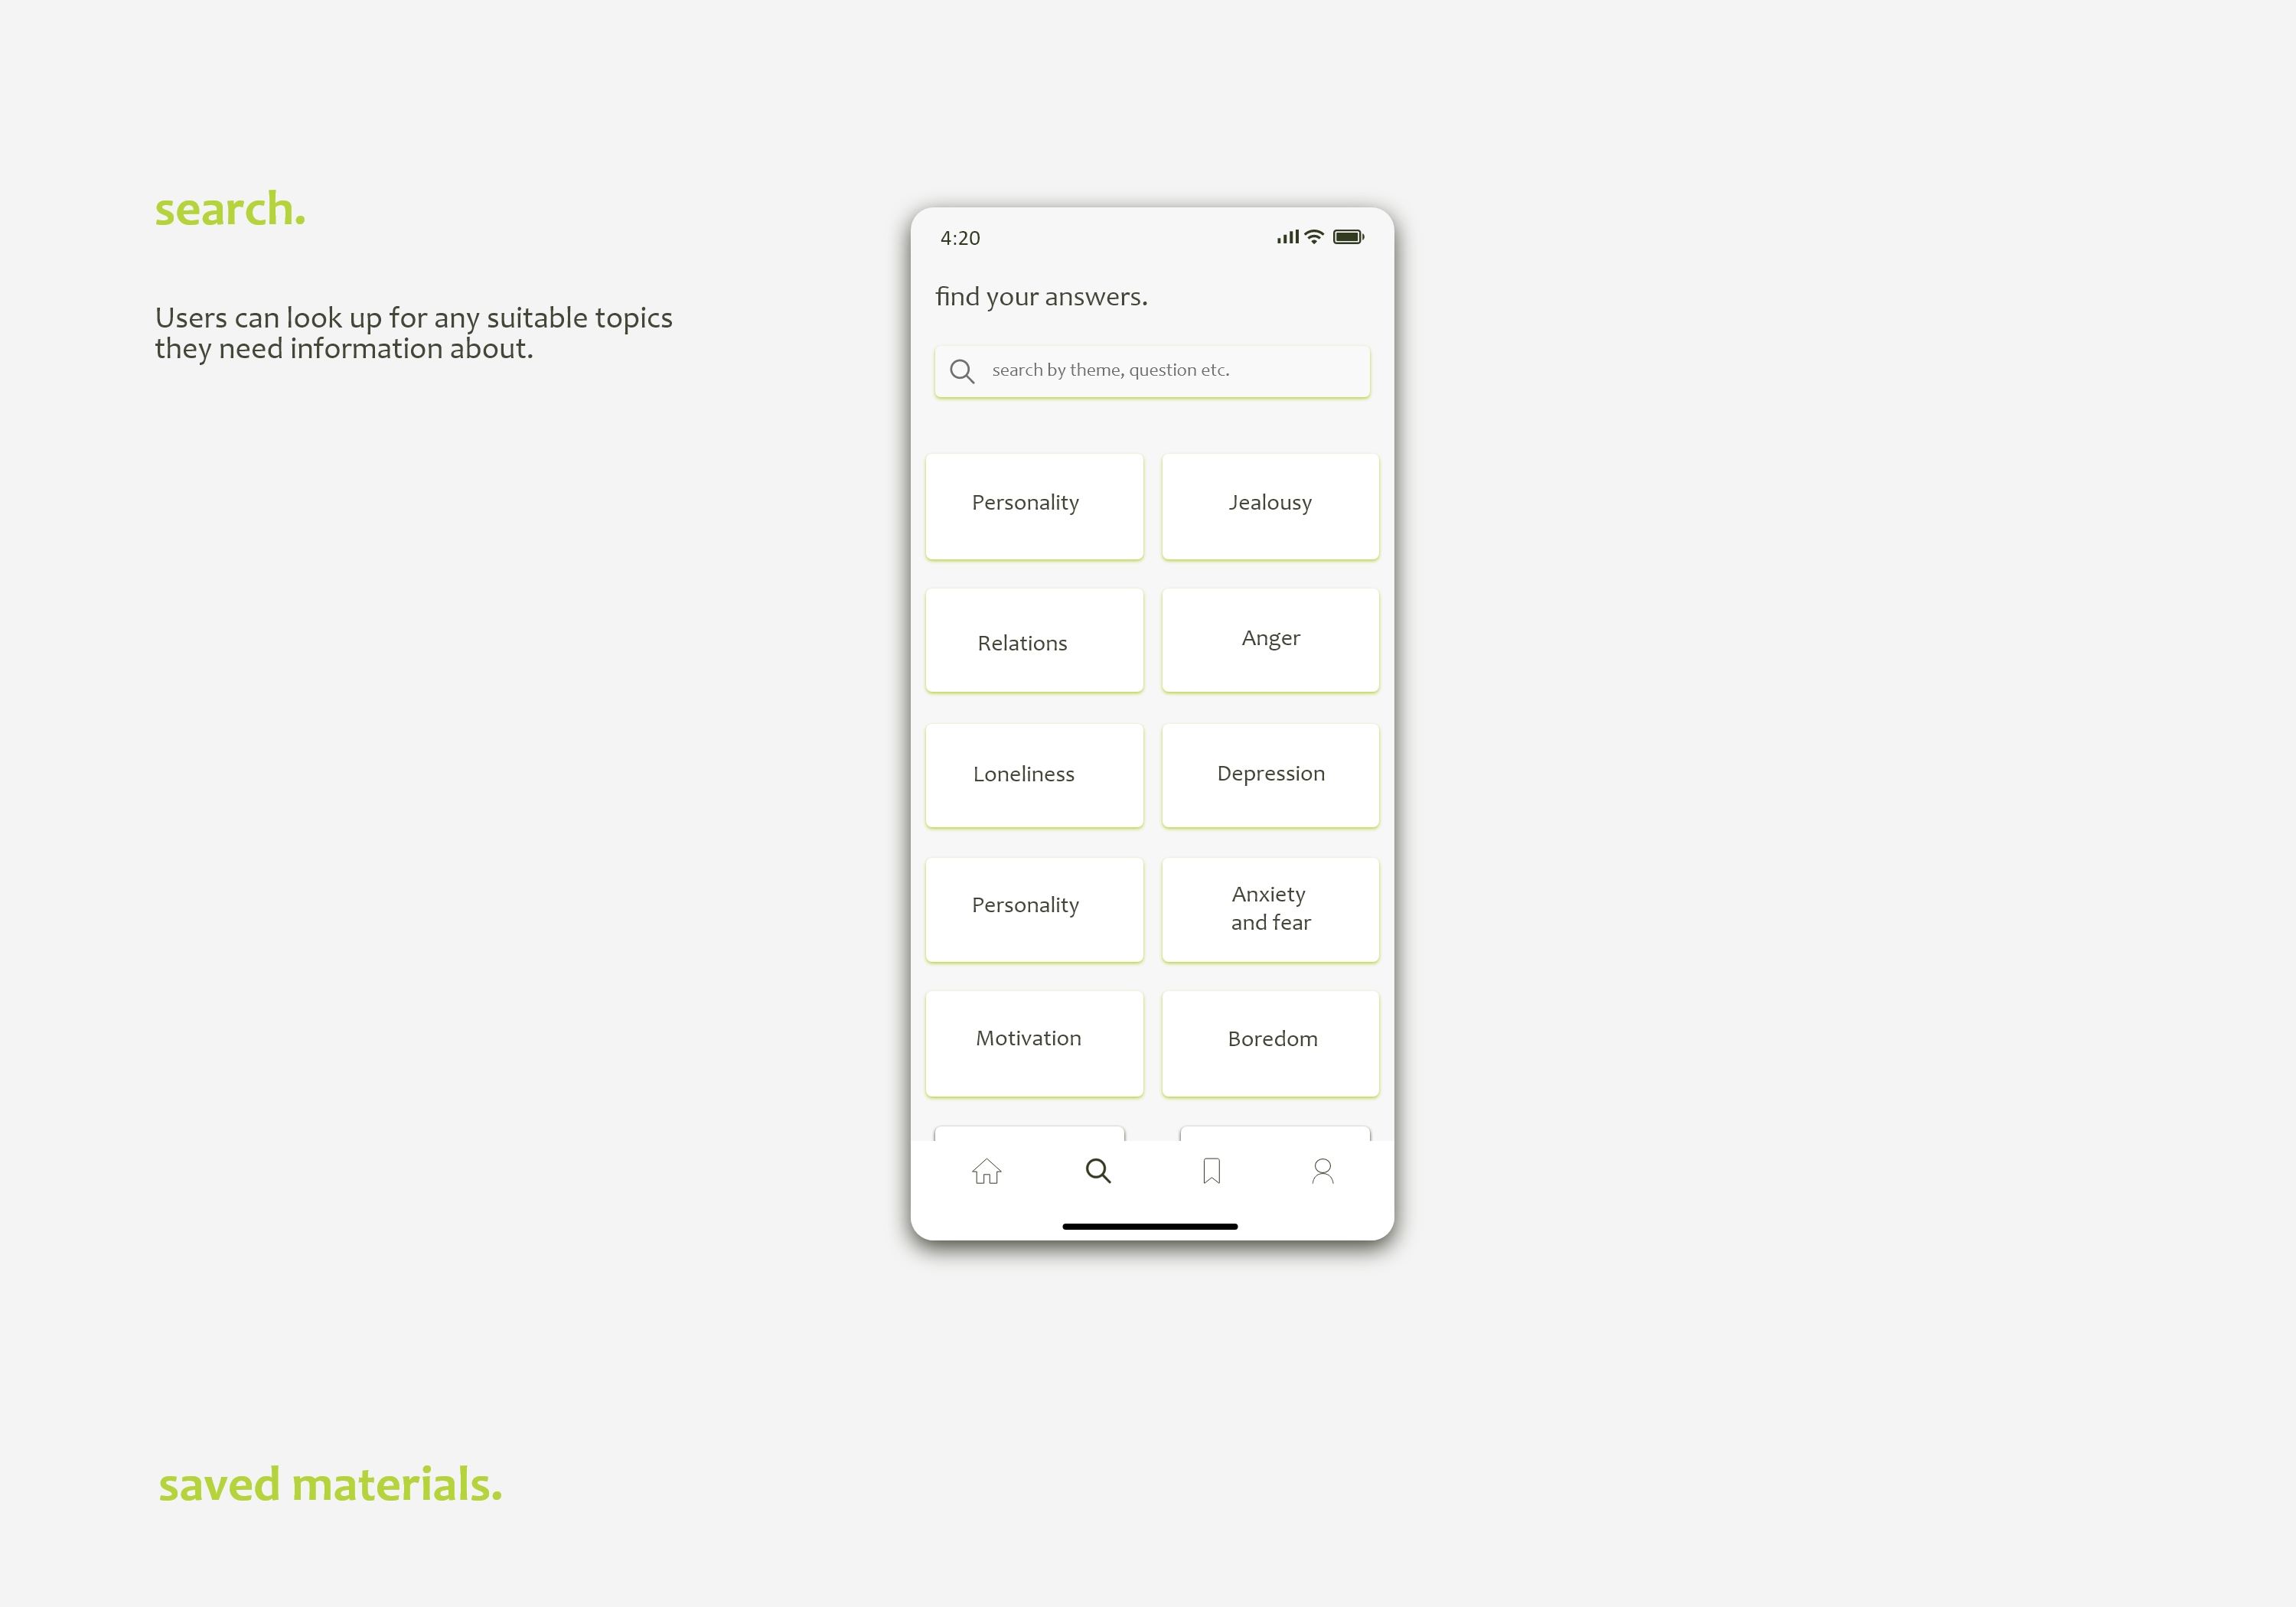 search.
Users can look up for any suitable topics
they need information about.
4:20
find your answers.
search by theme, question etc.
Personality
Jealousy
Relations
Anger
Loneliness
Depression
Personality
Anxiety
and fear
Motivation
Boredom
saved materials.